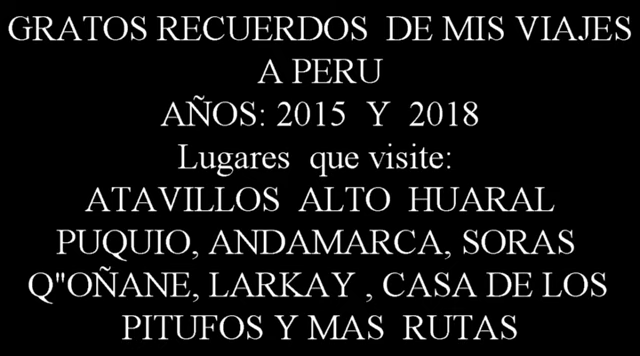 GRATOS RECUERDOS DE MIS VIAJES
A PERU
AÑOS: 2015 Y 2018
Lugares que visite:
ATAVILLOS ALTO HUARAL
PUQUIO, ANDAMARCA, SORAS
Q"OÑANE, LARKAY , CASA DE LOS
PITUFOS Y MAS RUTAS